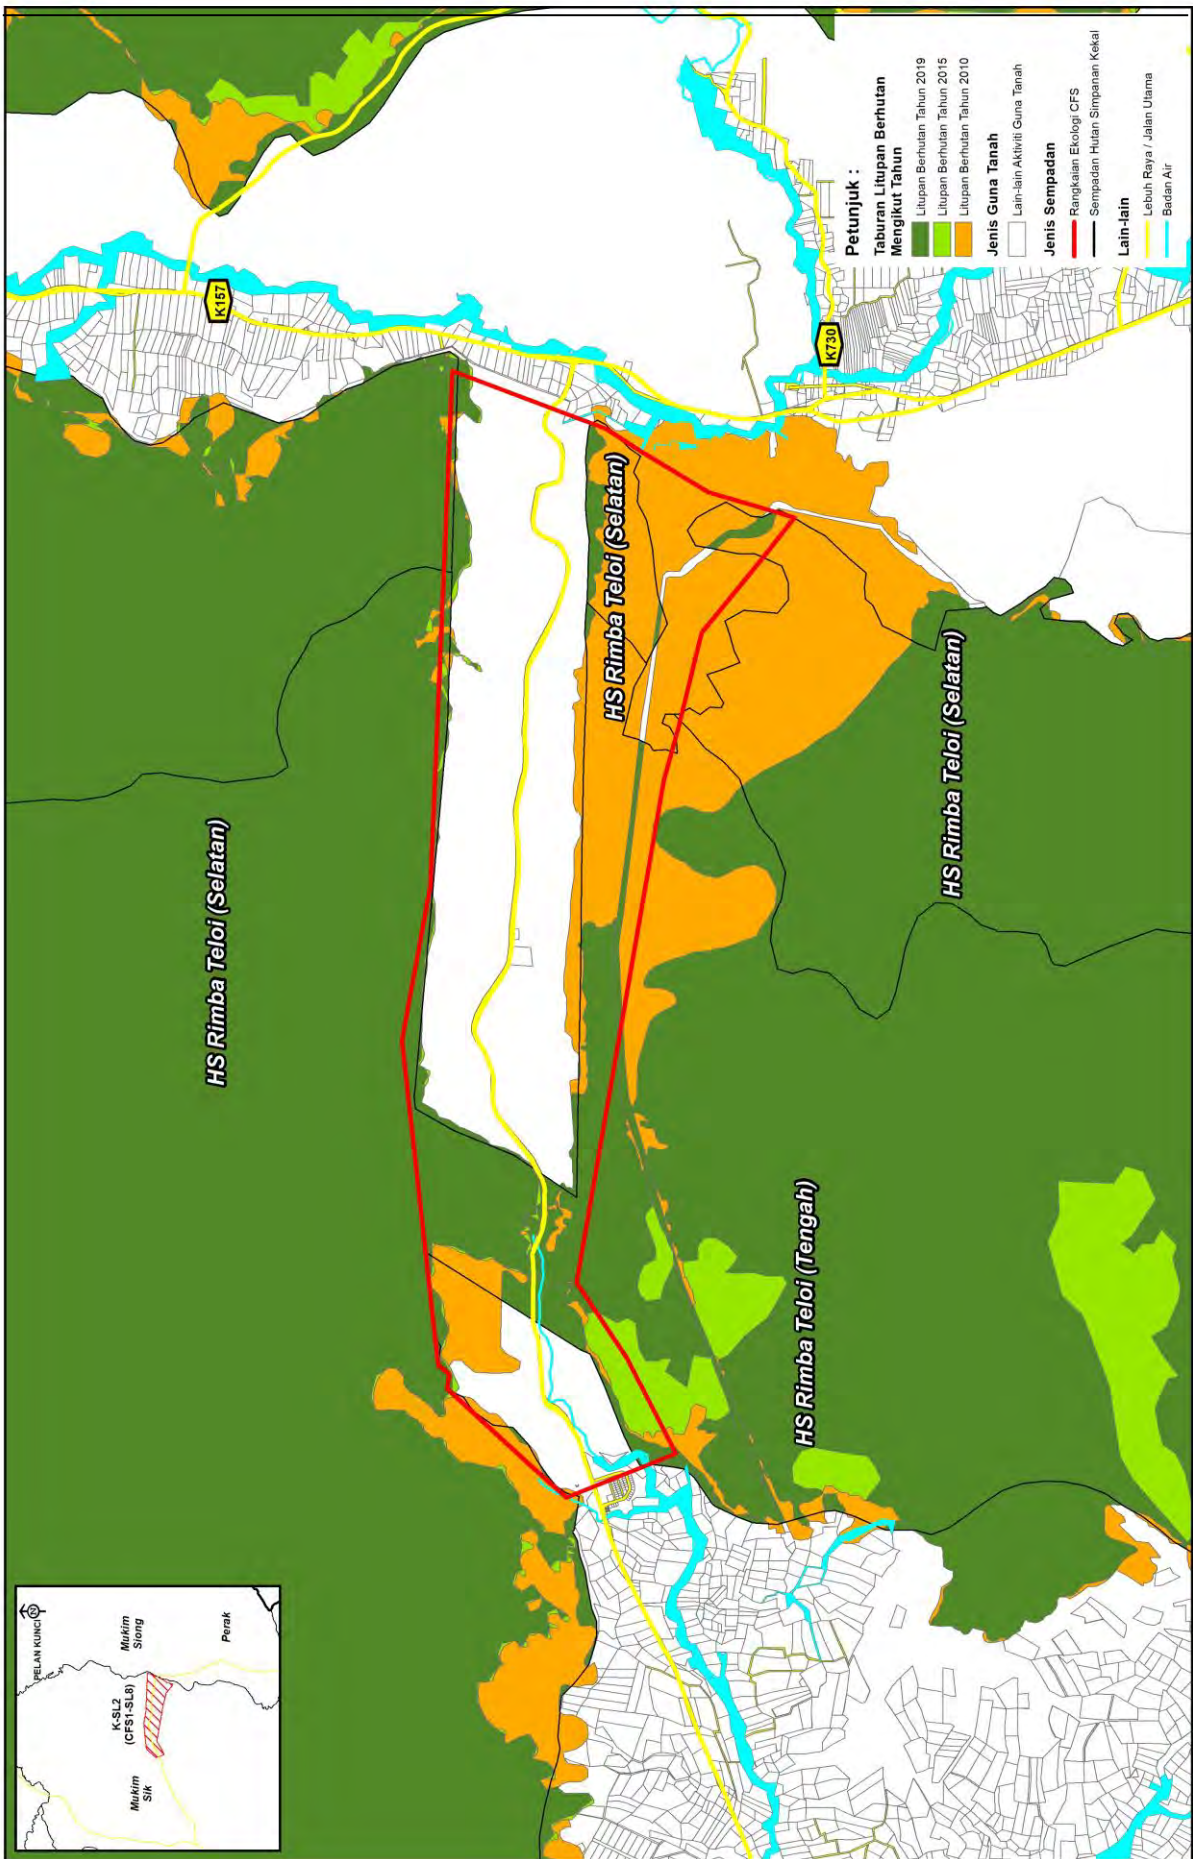 PELAN KUNCI
N
Mukim
Siong
Perak
K-SL2
(CFS1-SL8)
Mukim
Sik
HS Rimba Teloi (Selatan)
HS Rimba Teloi (Selatan)
HS Rimba Teloi (Selatan)
HS Rimba Teloi (Tengah)
K157
K730
Petunjuk :
Taburan Litupan Berhutan
Mengikut Tahun
Litupan Berhutan Tahun 2019
Litupan Berhutan Tahun 2015
Litupan Berhutan Tahun 2010
Jenis Guna Tanah
Lain-lain Aktiviti Guna Tanah
Jenis Sempadan
Rangkaian Ekologi CFS
Sempadan Hutan Simpanan Kekal
Lain-lain
Lebuh Raya / Jalan Utama
Badan Air